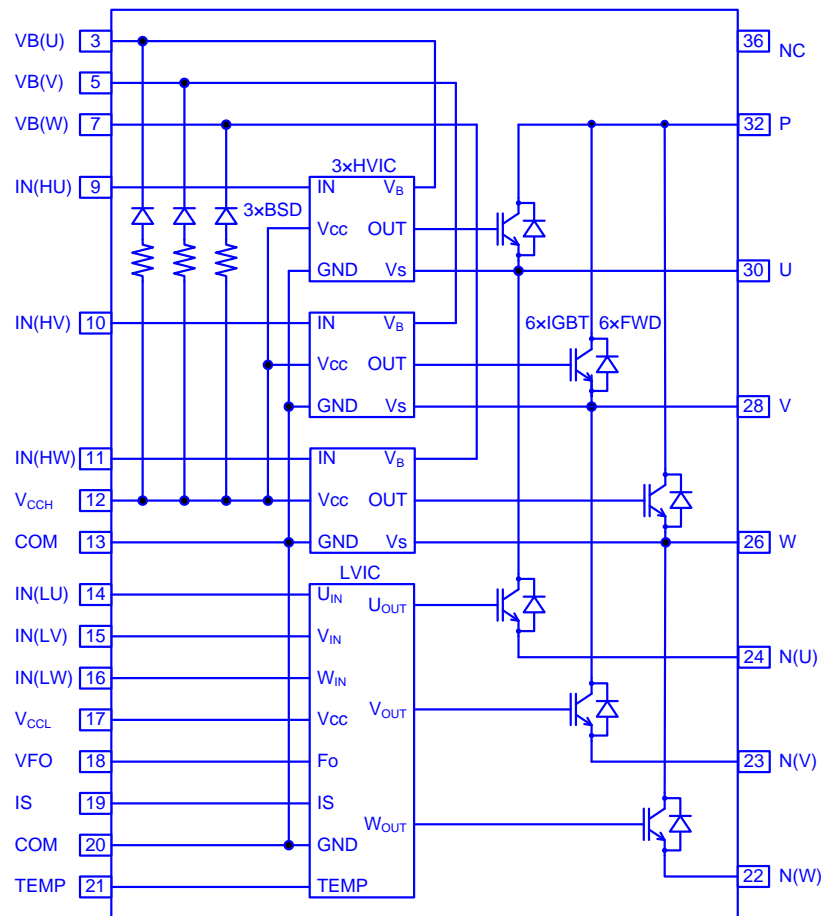 VB(U) 3
36 NC
VB(V) 5
VB(W) 7
32 P
3×HVIC
IN(HU) 9
IN VB
3×BSD
Vcc OUT
GND Vs
30 U
IN(HV) 10
IN VB
6×IGBT 6×FWD
Vcc OUT
GND Vs
28 V
IN(HW) 11
IN VB
VCCH 12
Vcc OUT
COM 13
GND Vs
26 W
LVIC
IN(LU) 14
UIN UOUT
IN(LV) 15
VIN
24 N(U)
IN(LW) 16
WIN
VCCL 17
Vcc VOUT
VFO 18
Fo
23 N(V)
IS 19
IS
WOUT
COM 20
GND
22 N(W)
TEMP 21
TEMP